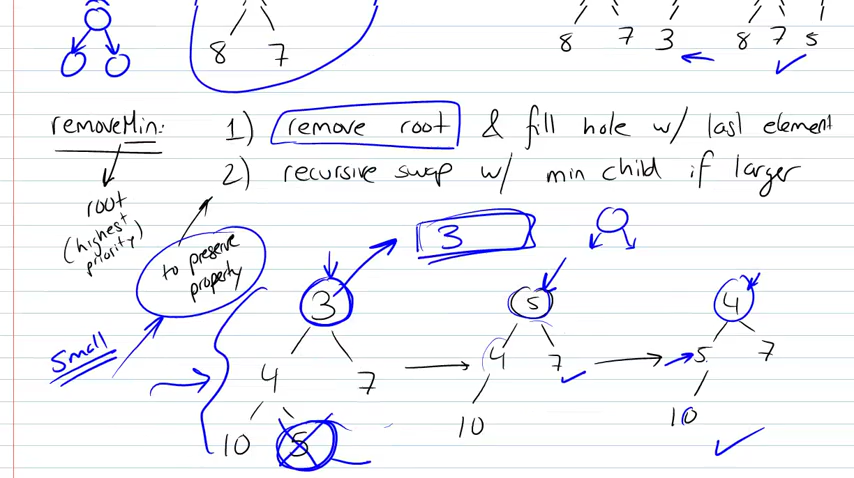 8 7
8 7 3
8 7 5
removeMin:
1) remove root & fill hole w/ last element
2) recursive swap w/ min child if larger
root
(highest
priority)
to preserve
property
Small
3
3
4 7
10 5
5
4 7
10
4
5 7
10